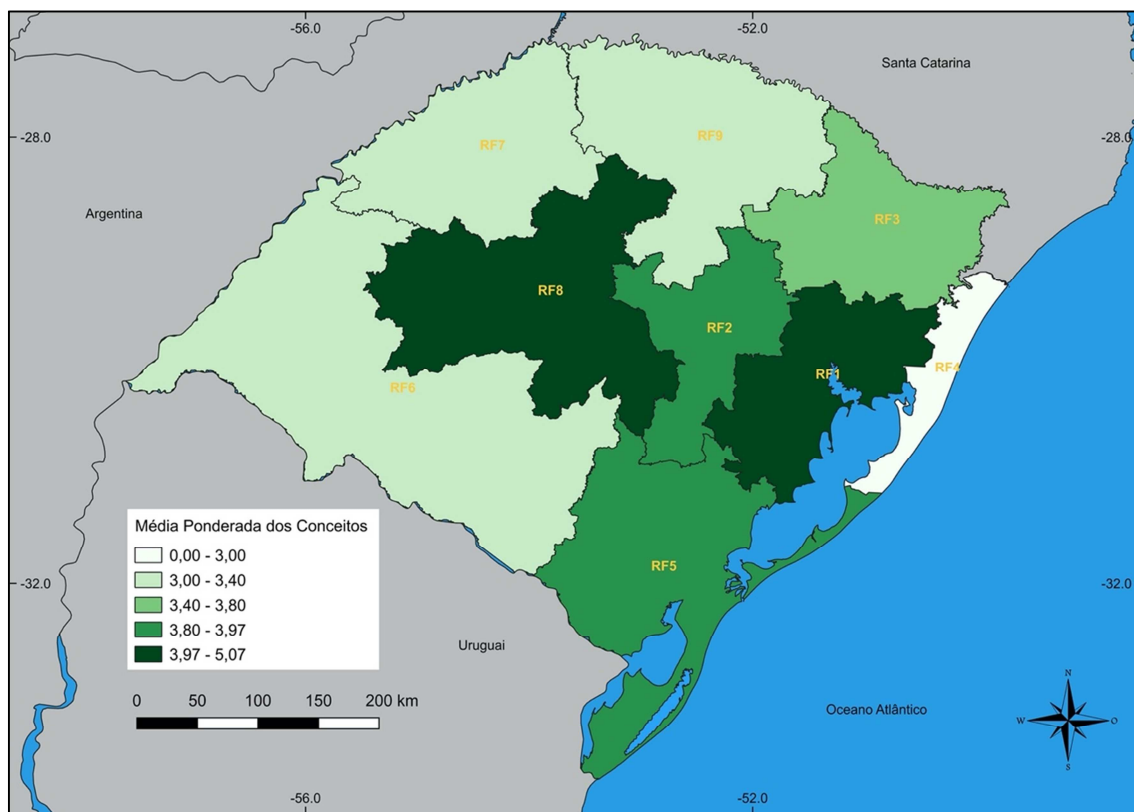 -56.0
-52.0
Santa Catarina
-28.0
-28.0
RF7
RF9
Argentina
RF3
RF8
RF2
RF1
RF4
RF6
Média Ponderada dos Conceitos
0,00 - 3,00
3,00 - 3,40
3,40 - 3,80
3,80 - 3,97
3,97 - 5,07
RF5
-32.0
-32.0
Uruguai
0 50 100 150 200 km
Oceano Atlântico
N
W
O
S
-56.0
-52.0